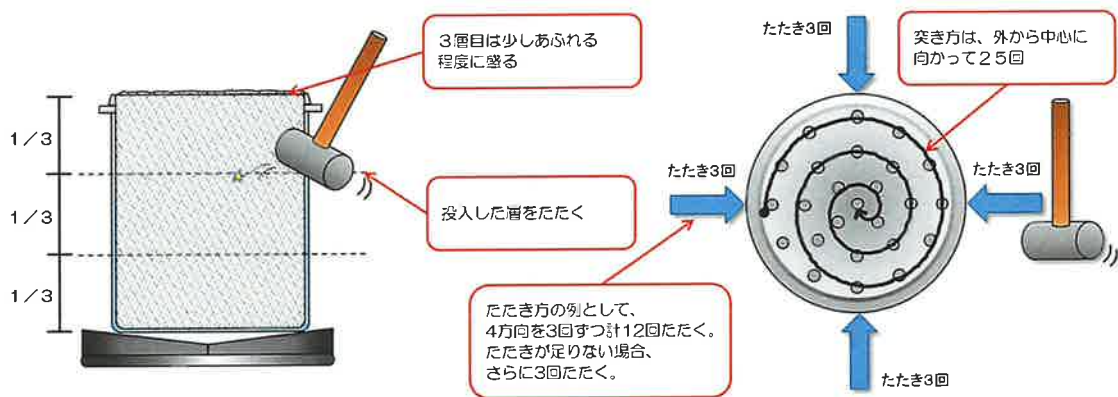 3層目は少しあふれる
程度に盛る
1/3
1/3
1/3
投入した層をたたく
たたき3回
突き方は、外から中心に
向かって25回
たたき3回
たたき3回
たたき方の例として、
4方向を3回ずつ計12回たたく。
たたきが足りない場合、
さらに3回たたく。
たたき3回